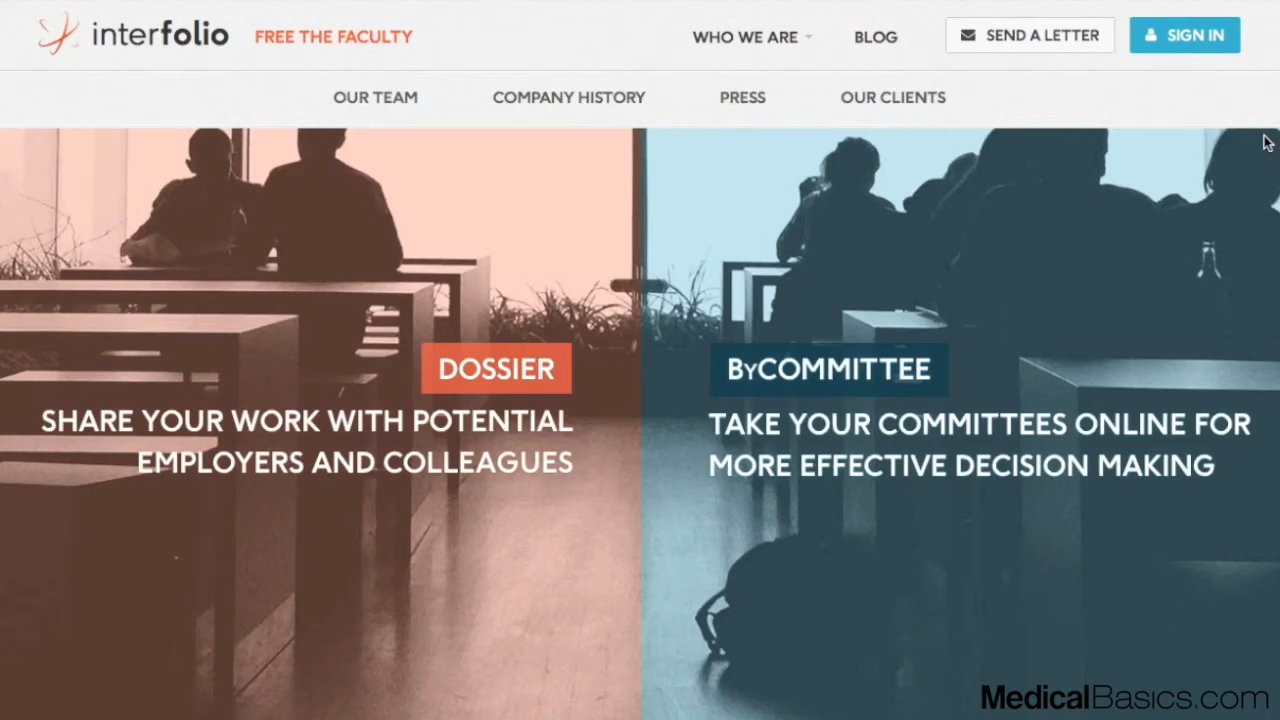 interfolio FREE THE FACULTY WHO WE ARE BLOG SEND A LETTER SIGN IN
OUR TEAM COMPANY HISTORY PRESS OUR CLIENTS
DOSSIER
SHARE YOUR WORK WITH POTENTIAL
EMPLOYERS AND COLLEAGUES
ByCOMMITTEE
TAKE YOUR COMMITTEES ONLINE FOR
MORE EFFECTIVE DECISION MAKING
MedicalBasics.com